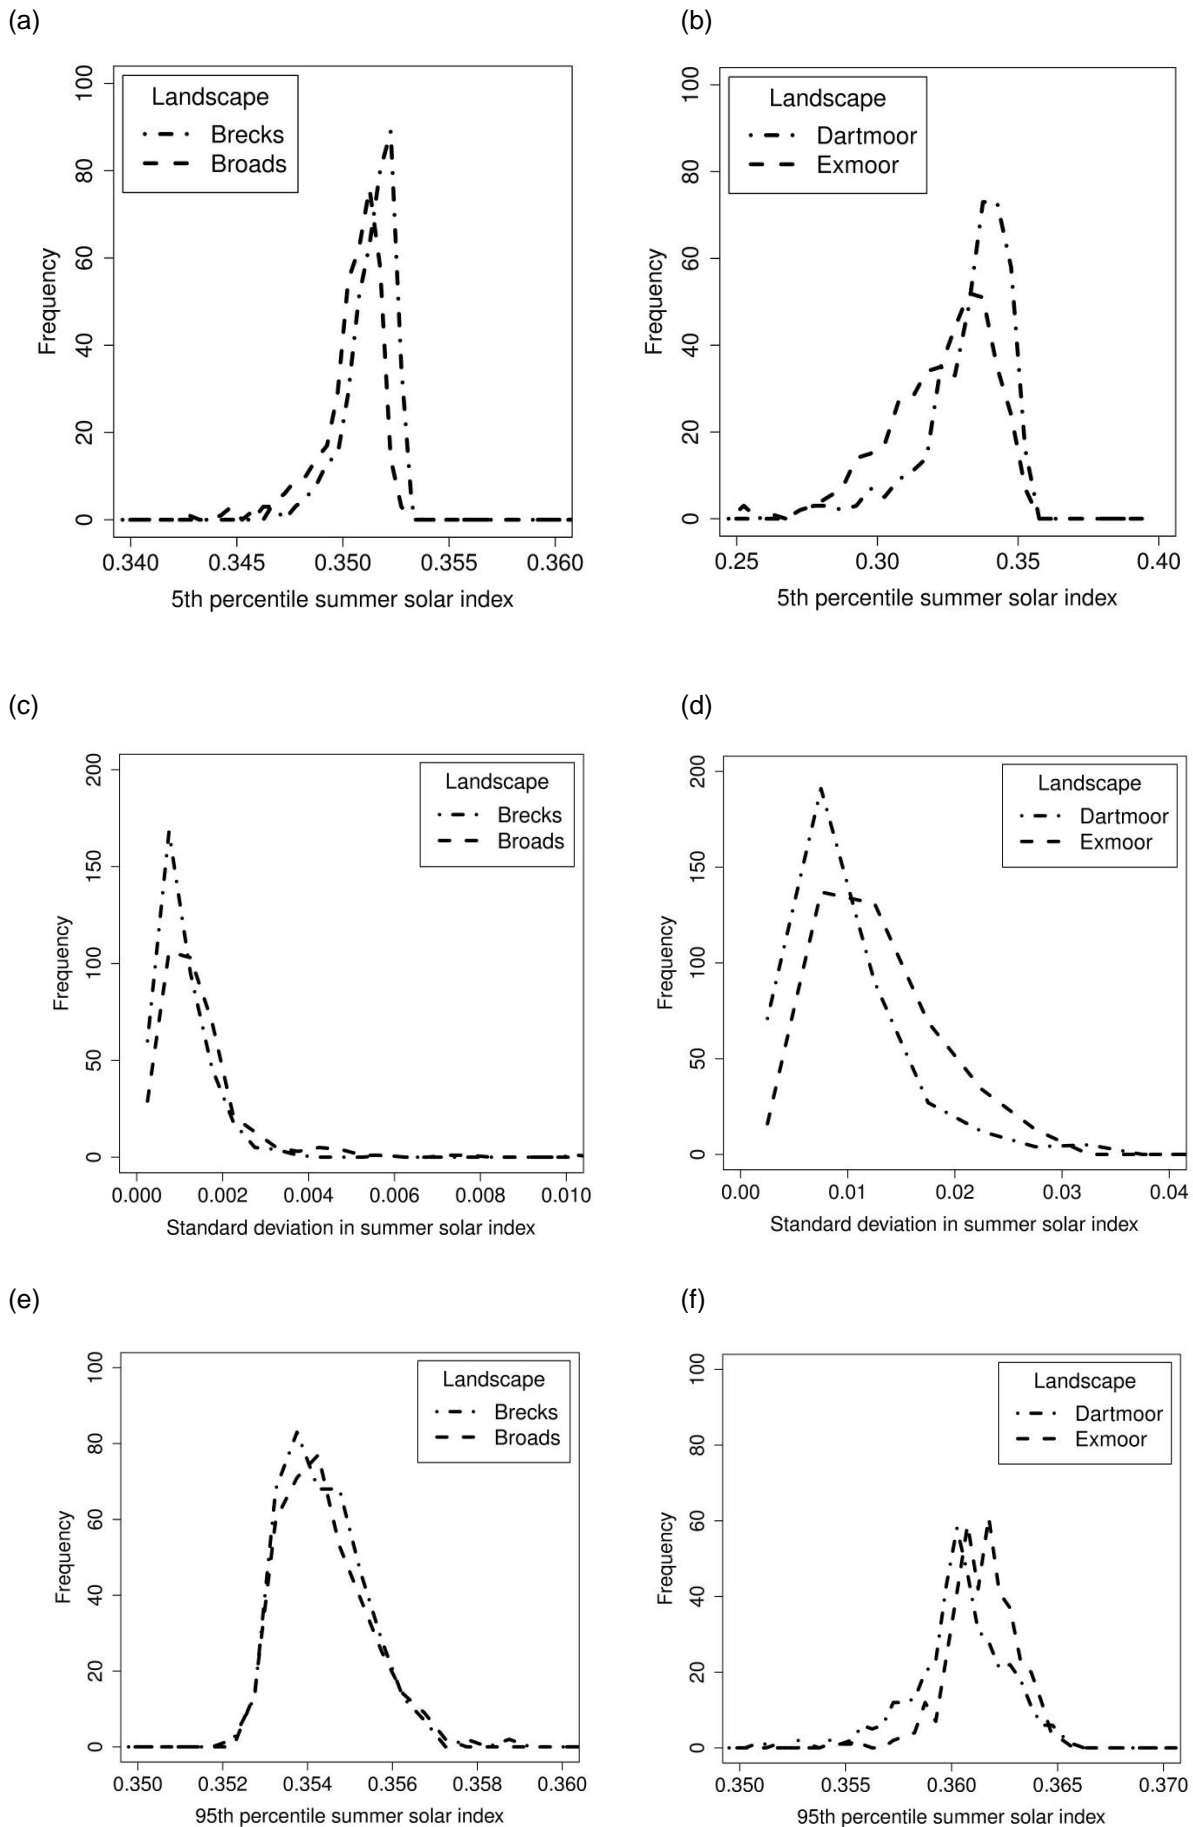 (a)
Landscape
Brecks
Broads
Frequency
0
20
40
60
80
100
0.340
0.345
0.350
0.355
0.360
5th percentile summer solar index
(b)
Landscape
Dartmoor
Exmoor
Frequency
0
20
40
60
80
100
0.25
0.30
0.35
0.40
5th percentile summer solar index
(c)
Landscape
Brecks
Broads
Frequency
0
50
100
150
200
0.000
0.002
0.004
0.006
0.008
0.010
Standard deviation in summer solar index
(d)
Landscape
Dartmoor
Exmoor
Frequency
0
50
100
150
200
0.00
0.01
0.02
0.03
0.04
Standard deviation in summer solar index
(e)
Landscape
Brecks
Broads
Frequency
0
20
40
60
80
100
0.350
0.352
0.354
0.356
0.358
0.360
95th percentile summer solar index
(f)
Landscape
Dartmoor
Exmoor
Frequency
0
20
40
60
80
100
0.350
0.355
0.360
0.365
0.370
95th percentile summer solar index